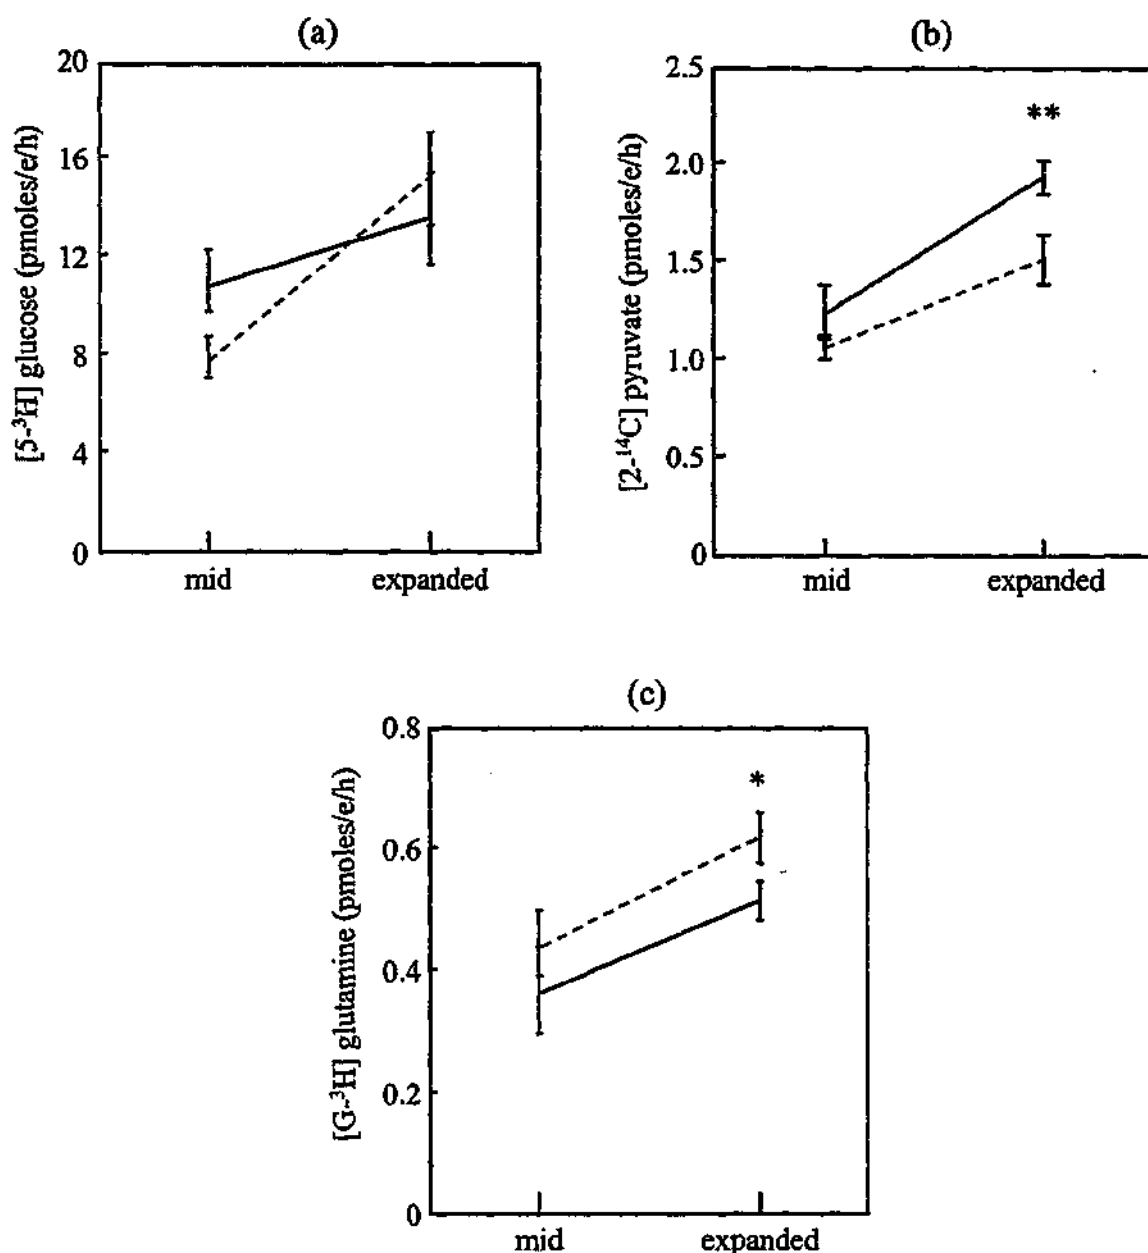 (a)
20
16
12
8
4
0
[5-³H] glucose (pmoles/e/h)
mid expanded
(b)
2.5
2.0
1.5
1.0
0.5
0
[2-¹⁴C] pyruvate (pmoles/e/h)
**
mid expanded
(c)
0.8
0.6
0.4
0.2
0
[G-³H] glutamine (pmoles/e/h)
*
mid expanded